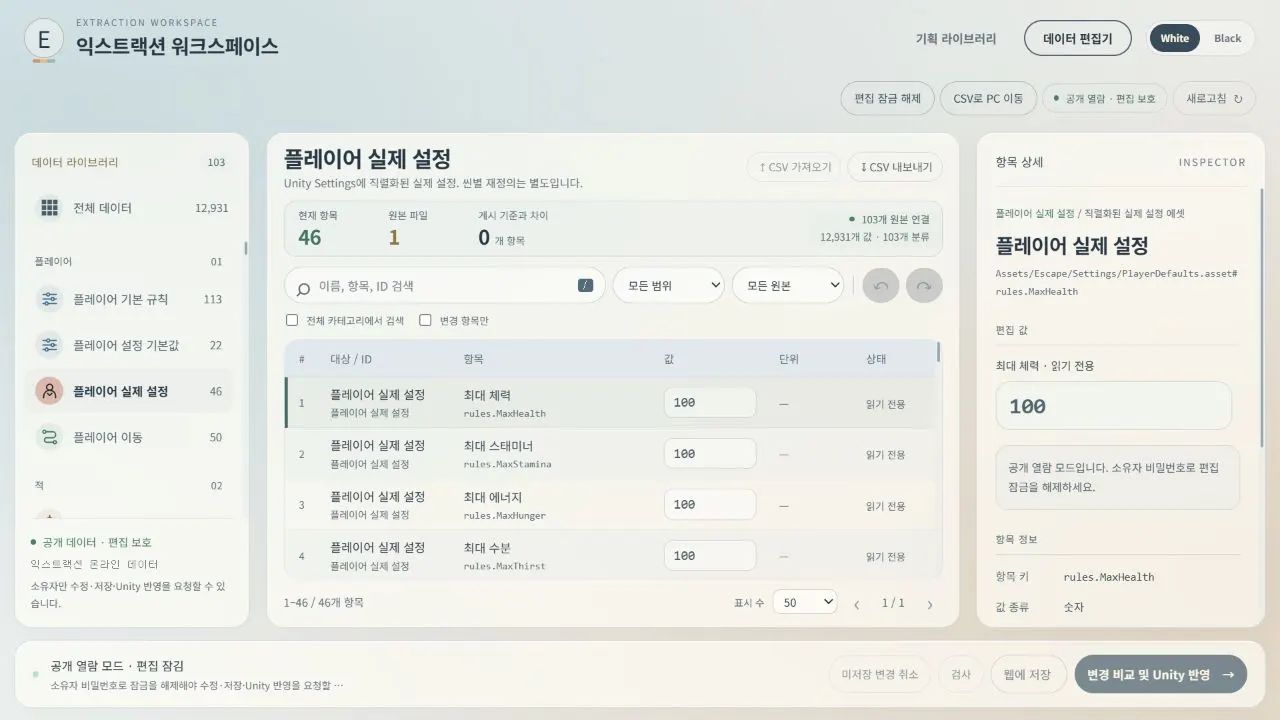 E
EXTRACTION WORKSPACE
익스트랙션 워크스페이스
기획 라이브러리
데이터 편집기
White
Black
편집 잠금 해제
CSV로 PC 이동
공개 열람 · 편집 보호
새로고침 ↻
데이터 라이브러리 103
전체 데이터 12,931
플레이어 01
플레이어 기본 규칙 113
플레이어 설정 기본값 22
플레이어 실제 설정 46
플레이어 이동 50
적 02
공개 데이터 · 편집 보호
익스트랙션 온라인 데이터
소유자만 수정·저장·Unity 반영을 요청할 수 있
습니다.
플레이어 실제 설정
Unity Settings에 직렬화된 실제 설정. 씬별 재정의는 별도입니다.
↑ CSV 가져오기
↧ CSV 내보내기
현재 항목 원본 파일 게시 기준과 차이
46 1 0 개 항목
103개 원본 연결
12,931개 값 · 103개 분류
이름, 항목, ID 검색 /
모든 범위
모든 원본
전체 카테고리에서 검색 변경 항목만
# 대상 / ID 항목 값 단위 상태
1 플레이어 실제 설정 최대 체력 100 — 읽기 전용
플레이어 실제 설정 rules.MaxHealth
2 플레이어 실제 설정 최대 스태미너 100 — 읽기 전용
플레이어 실제 설정 rules.MaxStamina
3 플레이어 실제 설정 최대 에너지 100 — 읽기 전용
플레이어 실제 설정 rules.MaxHunger
4 플레이어 실제 설정 최대 수분 100 — 읽기 전용
플레이어 실제 설정 rules.MaxThirst
1–46 / 46개 항목
표시 수 50 ‹ 1 / 1 ›
항목 상세 INSPECTOR
플레이어 실제 설정 / 직렬화된 실제 설정 에셋
플레이어 실제 설정
Assets/Escape/Settings/PlayerDefaults.asset#
rules.MaxHealth
편집 값
최대 체력 · 읽기 전용
100
공개 열람 모드입니다. 소유자 비밀번호로 편집
잠금을 해제하세요.
항목 정보
항목 키 rules.MaxHealth
값 종류 숫자
공개 열람 모드 · 편집 잠김
소유자 비밀번호로 잠금을 해제해야 수정·저장·Unity 반영을 요청할 …
미저장 변경 취소
검사
웹에 저장
변경 비교 및 Unity 반영 →